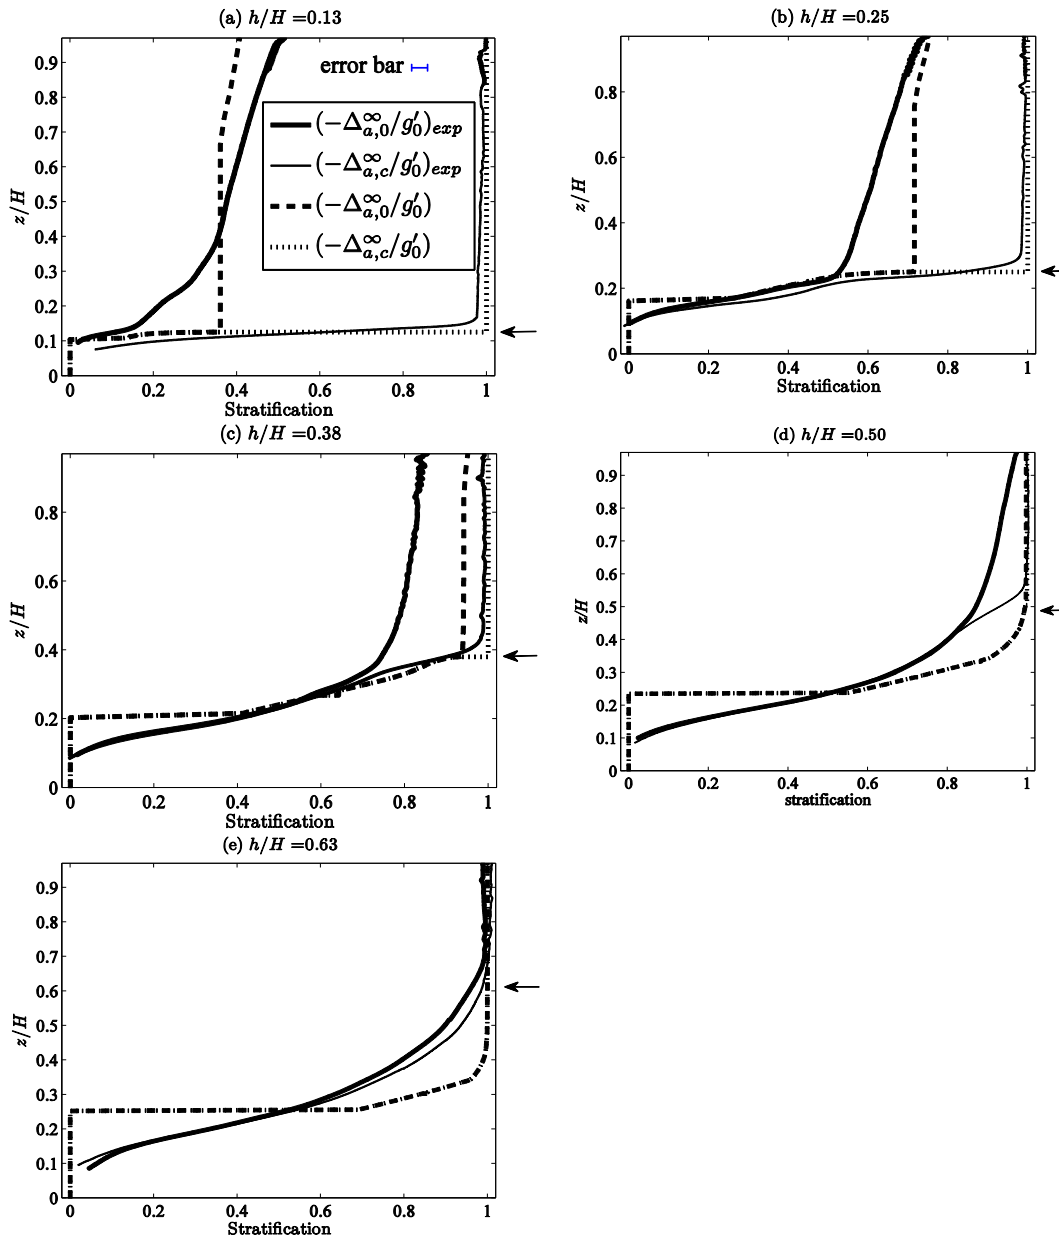 (a) h/H =0.13
0.9
0.8
0.7
0.6
0.5
0.4
0.3
0.2
0.1
0
z/H
error bar
(−Δ^∞_{a,0}/g′_0)_{exp}
(−Δ^∞_{a,c}/g′_0)_{exp}
(−Δ^∞_{a,0}/g′_0)
(−Δ^∞_{a,c}/g′_0)
0 0.2 0.4 0.6 0.8 1
Stratification
(b) h/H =0.25
0.8
0.6
0.4
0.2
0
z/H
0 0.2 0.4 0.6 0.8 1
Stratification
(c) h/H =0.38
0.8
0.6
0.4
0.2
0
z/H
0 0.2 0.4 0.6 0.8 1
Stratification
(d) h/H =0.50
0.9
0.8
0.7
0.6
0.5
0.4
0.3
0.2
0.1
0
z/H
0 0.2 0.4 0.6 0.8 1
stratification
(e) h/H =0.63
0.9
0.8
0.7
0.6
0.5
0.4
0.3
0.2
0.1
0
z/H
0 0.2 0.4 0.6 0.8 1
Stratification